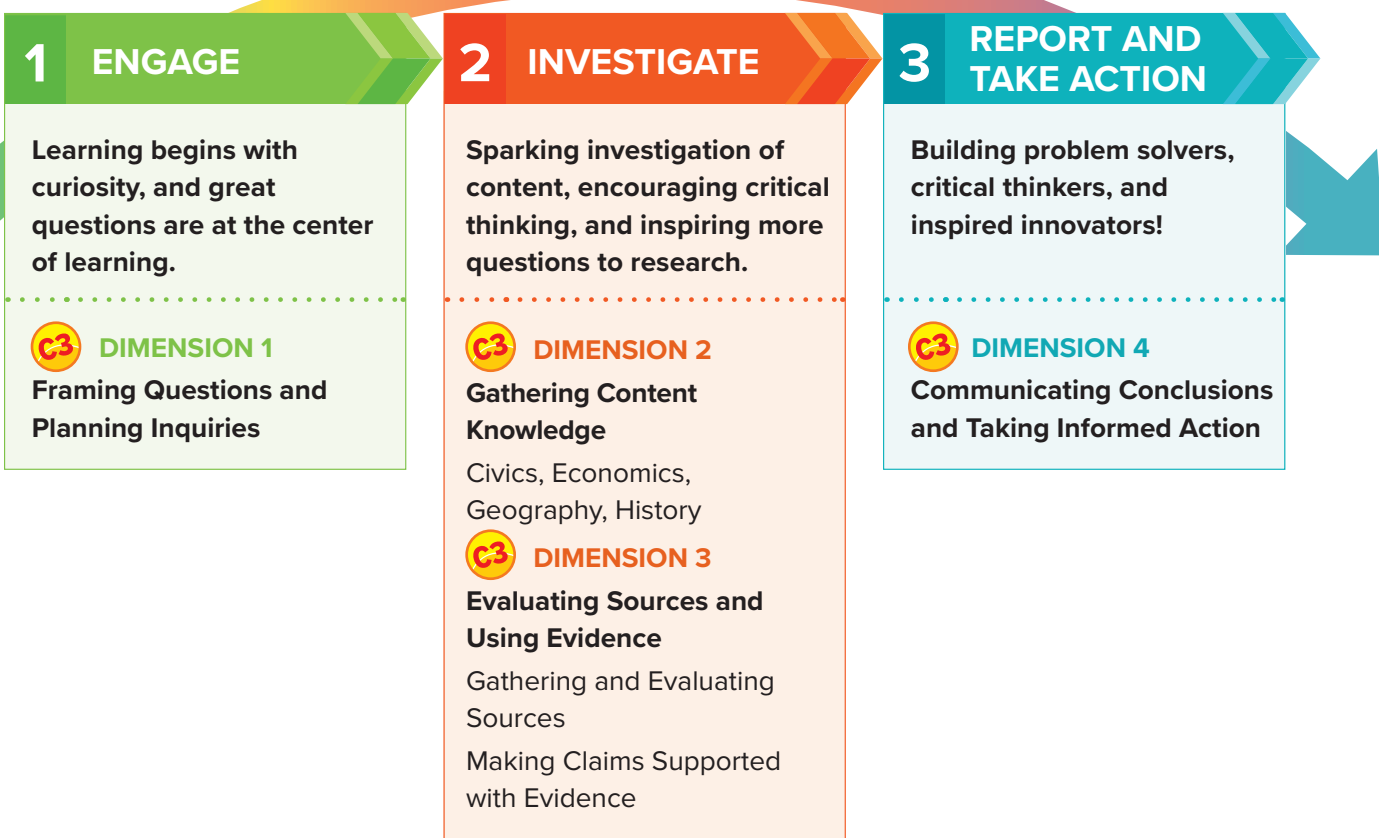 1 ENGAGE
Learning begins with
curiosity, and great
questions are at the center
of learning.
C3 DIMENSION 1
Framing Questions and
Planning Inquiries
2 INVESTIGATE
Sparking investigation of
content, encouraging critical
thinking, and inspiring more
questions to research.
C3 DIMENSION 2
Gathering Content
Knowledge
Civics, Economics,
Geography, History
C3 DIMENSION 3
Evaluating Sources and
Using Evidence
Gathering and Evaluating
Sources
Making Claims Supported
with Evidence
3 REPORT AND
TAKE ACTION
Building problem solvers,
critical thinkers, and
inspired innovators!
C3 DIMENSION 4
Communicating Conclusions
and Taking Informed Action